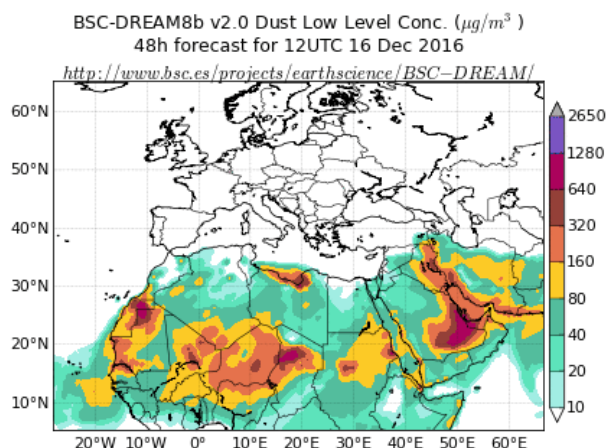 BSC-DREAM8b v2.0 Dust Low Level Conc. (μg/m³ )
48h forecast for 12UTC 16 Dec 2016
http://www.bsc.es/projects/earthscience/BSC−DREAM/
60°N
50°N
40°N
30°N
20°N
10°N
20°W 10°W 0° 10°E 20°E 30°E 40°E 50°E 60°E
2650
1280
640
320
160
80
40
20
10